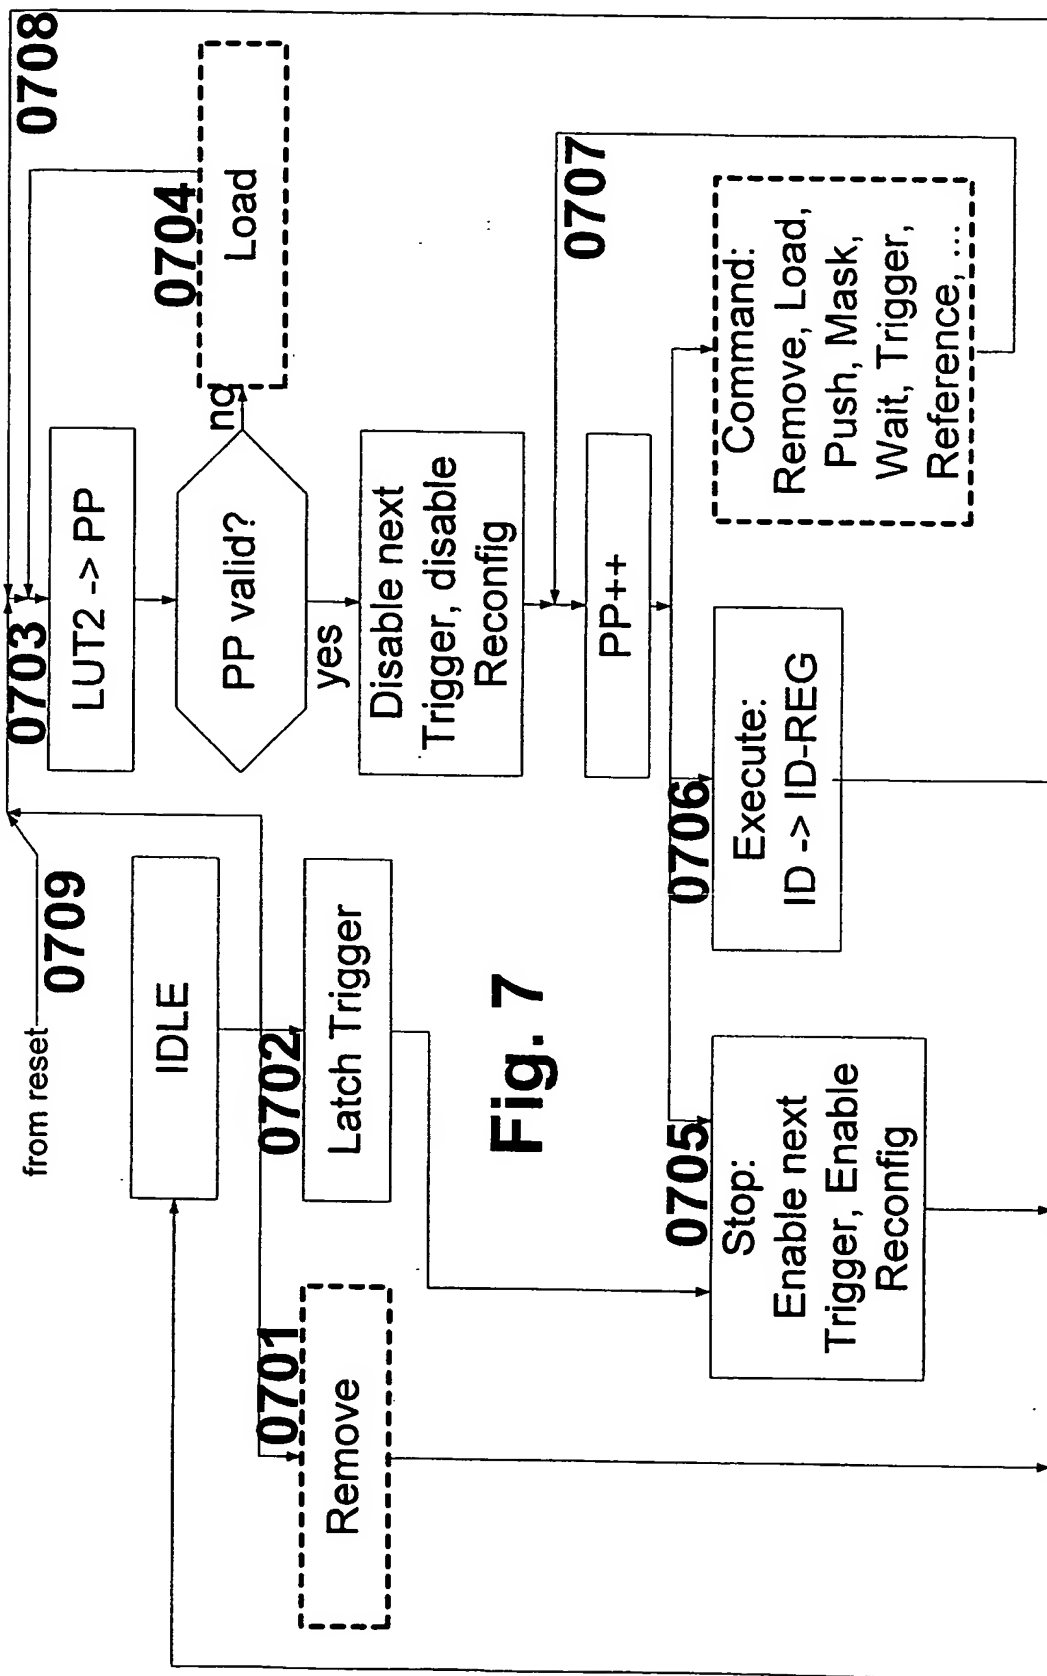 from reset
0709
IDLE
0702
Latch Trigger
0701
Remove
0708
0703
LUT2 -> PP
PP valid?
no
0704
Load
yes
Disable next
Trigger, disable
Reconfig
0707
PP++
0705
Stop:
Enable next
Trigger, Enable
Reconfig
0706
Execute:
ID -> ID-REG
Command:
Remove, Load,
Push, Mask,
Wait, Trigger,
Reference, ...
Fig. 7